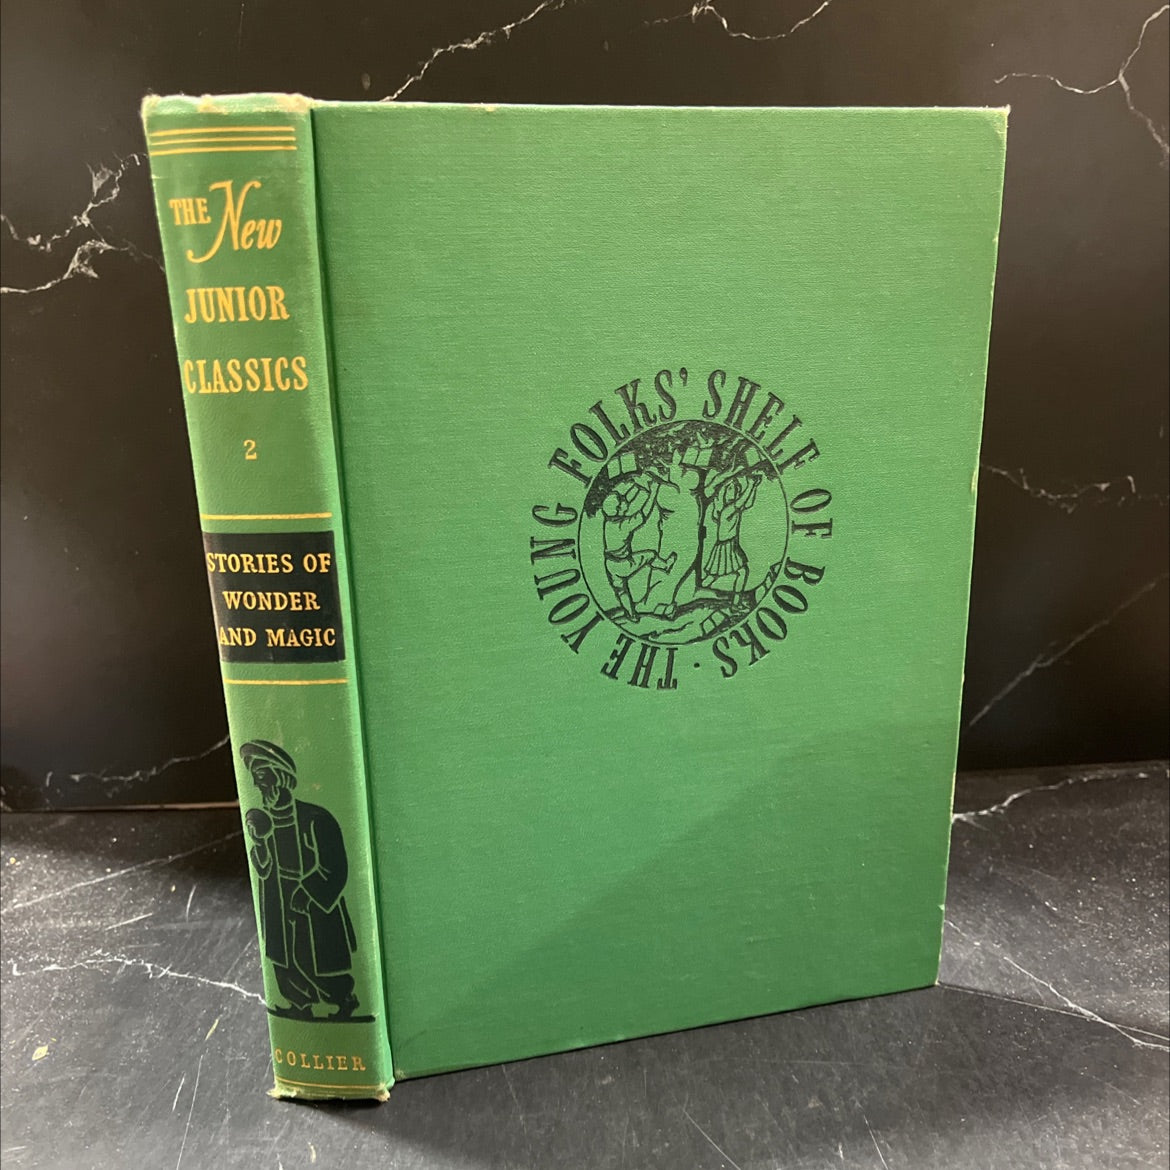 THE New
JUNIOR
CLASSICS
2
STORIES OF
WONDER
AND MAGIC
COLLIER
THE YOUNG FOLKS' SHELF OF BOOKS ·